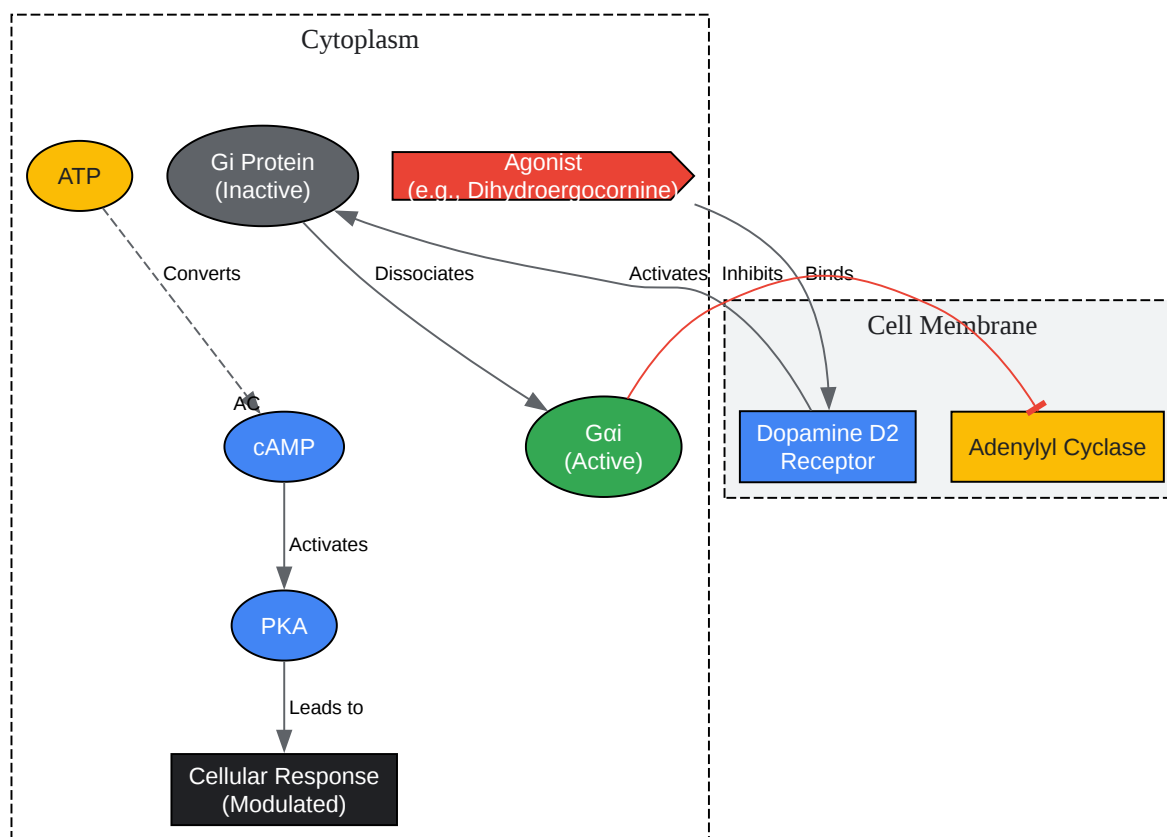 Cytoplasm
ATP
Gi Protein
(Inactive)
Agonist
(e.g., Dihydroergocornine)
Converts
Dissociates
Activates
Inhibits
Binds
Cell Membrane
AC
cAMP
Gαi
(Active)
Dopamine D2
Receptor
Adenylyl Cyclase
Activates
PKA
Leads to
Cellular Response
(Modulated)